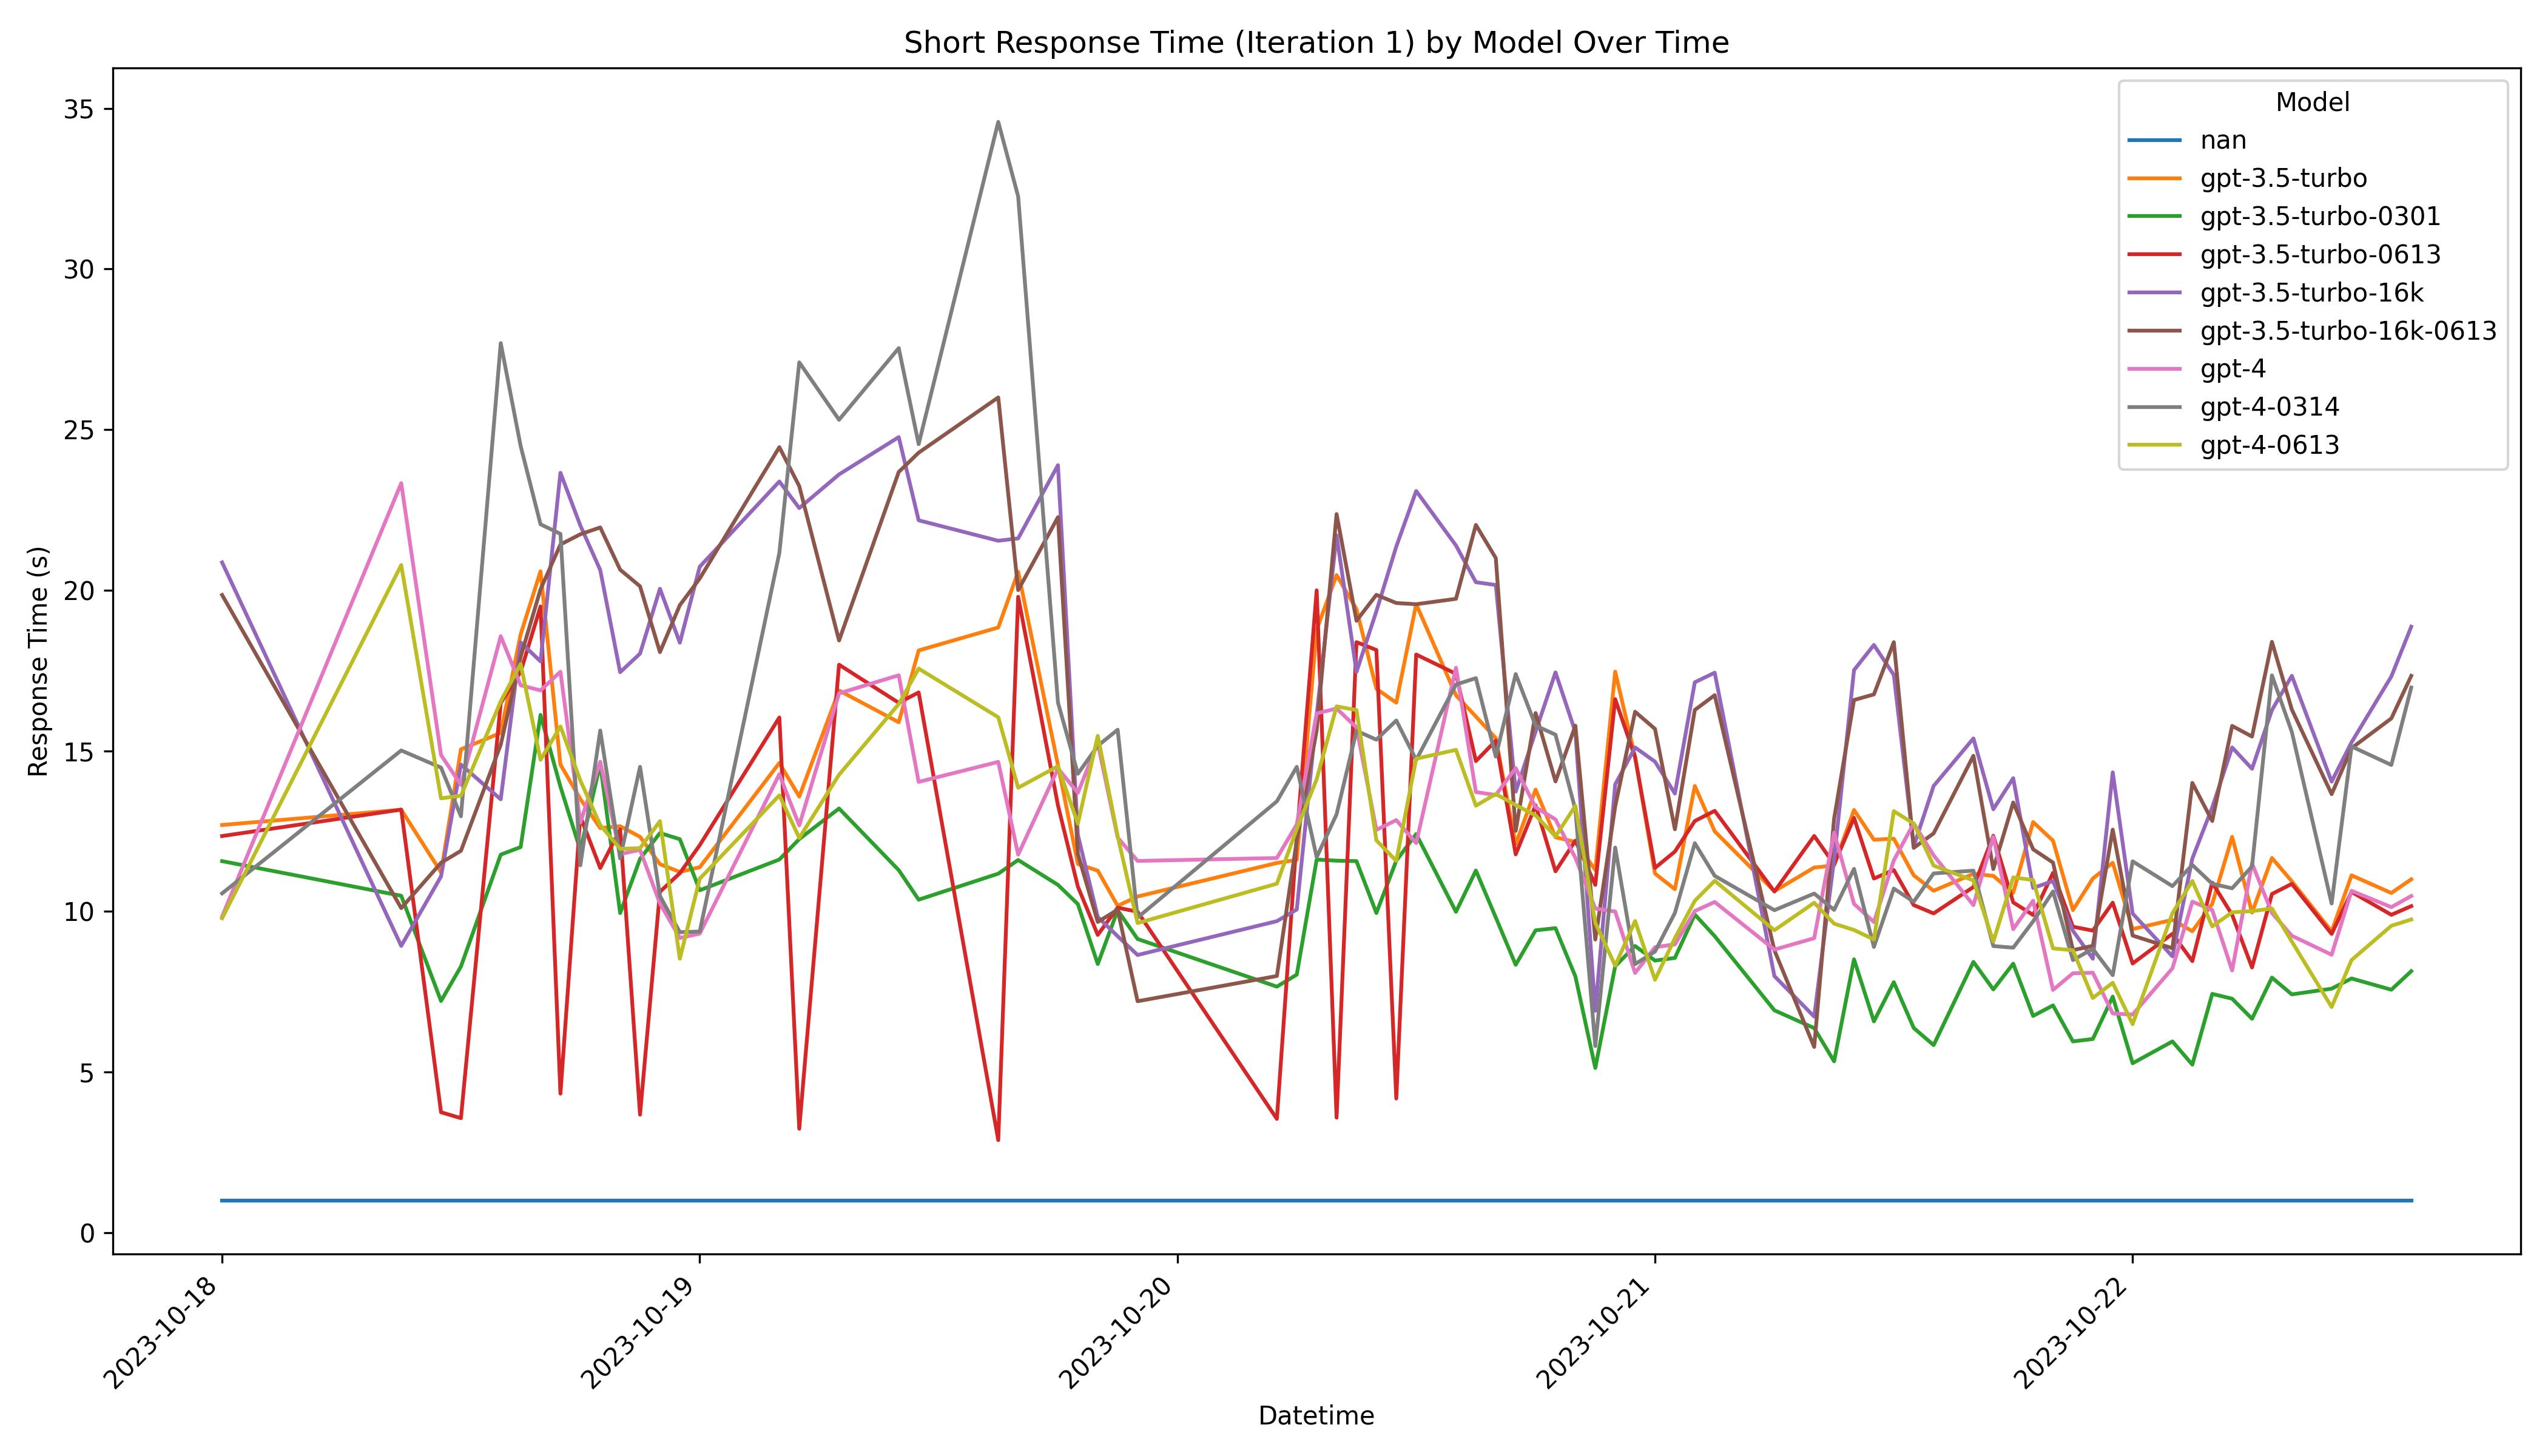 Short Response Time (Iteration 1) by Model Over Time
Model
nan
gpt-3.5-turbo
gpt-3.5-turbo-0301
gpt-3.5-turbo-0613
gpt-3.5-turbo-16k
gpt-3.5-turbo-16k-0613
gpt-4
gpt-4-0314
gpt-4-0613
Response Time (s)
35
30
25
20
15
10
5
0
2023-10-18
2023-10-19
2023-10-20
2023-10-21
2023-10-22
Datetime